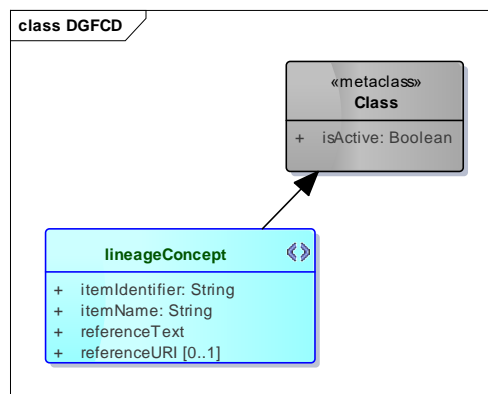 class DGFCD
«metaclass»
Class
+ isActive: Boolean
lineageConcept
+ itemIdentifier: String
+ itemName: String
+ referenceText
+ referenceURI [0..1]